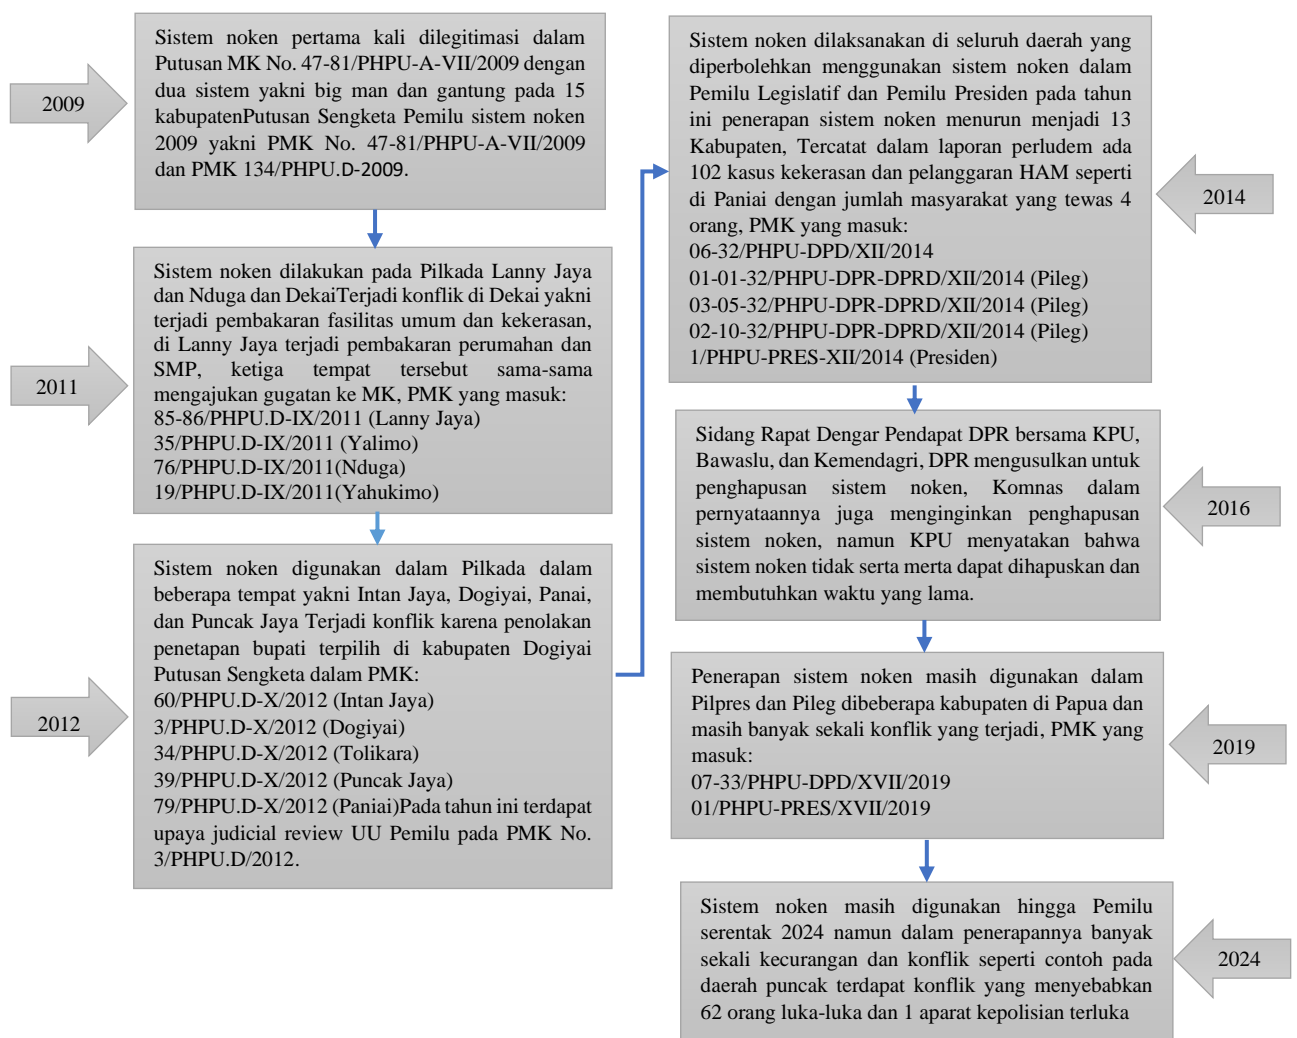 2009
Sistem noken pertama kali dilegitimasi dalam
Putusan MK No. 47-81/PHPU-A-VII/2009 dengan
dua sistem yakni big man dan gantung pada 15
kabupatenPutusan Sengketa Pemilu sistem noken
2009 yakni PMK No. 47-81/PHPU-A-VII/2009
dan PMK 134/PHPU.D-2009.
2011
Sistem noken dilakukan pada Pilkada Lanny Jaya
dan Nduga dan DekaiTerjadi konflik di Dekai yakni
terjadi pembakaran fasilitas umum dan kekerasan,
di Lanny Jaya terjadi pembakaran perumahan dan
SMP, ketiga tempat tersebut sama-sama
mengajukan gugatan ke MK, PMK yang masuk:
85-86/PHPU.D-IX/2011 (Lanny Jaya)
35/PHPU.D-IX/2011 (Yalimo)
76/PHPU.D-IX/2011(Nduga)
19/PHPU.D-IX/2011(Yahukimo)
2012
Sistem noken digunakan dalam Pilkada dalam
beberapa tempat yakni Intan Jaya, Dogiyai, Panai,
dan Puncak Jaya Terjadi konflik karena penolakan
penetapan bupati terpilih di kabupaten Dogiyai
Putusan Sengketa dalam PMK:
60/PHPU.D-X/2012 (Intan Jaya)
3/PHPU.D-X/2012 (Dogiyai)
34/PHPU.D-X/2012 (Tolikara)
39/PHPU.D-X/2012 (Puncak Jaya)
79/PHPU.D-X/2012 (Paniai)Pada tahun ini terdapat
upaya judicial review UU Pemilu pada PMK No.
3/PHPU.D/2012.
Sistem noken dilaksanakan di seluruh daerah yang
diperbolehkan menggunakan sistem noken dalam
Pemilu Legislatif dan Pemilu Presiden pada tahun
ini penerapan sistem noken menurun menjadi 13
Kabupaten, Tercatat dalam laporan perludem ada
102 kasus kekerasan dan pelanggaran HAM seperti
di Paniai dengan jumlah masyarakat yang tewas 4
orang, PMK yang masuk:
06-32/PHPU-DPD/XII/2014
01-01-32/PHPU-DPR-DPRD/XII/2014 (Pileg)
03-05-32/PHPU-DPR-DPRD/XII/2014 (Pileg)
02-10-32/PHPU-DPR-DPRD/XII/2014 (Pileg)
1/PHPU-PRES-XII/2014 (Presiden)
2014
Sidang Rapat Dengar Pendapat DPR bersama KPU,
Bawaslu, dan Kemendagri, DPR mengusulkan untuk
penghapusan sistem noken, Komnas dalam
pernyataannya juga menginginkan penghapusan
sistem noken, namun KPU menyatakan bahwa
sistem noken tidak serta merta dapat dihapuskan dan
membutuhkan waktu yang lama.
2016
Penerapan sistem noken masih digunakan dalam
Pilpres dan Pileg dibeberapa kabupaten di Papua dan
masih banyak sekali konflik yang terjadi, PMK yang
masuk:
07-33/PHPU-DPD/XVII/2019
01/PHPU-PRES/XVII/2019
2019
Sistem noken masih digunakan hingga Pemilu
serentak 2024 namun dalam penerapannya banyak
sekali kecurangan dan konflik seperti contoh pada
daerah puncak terdapat konflik yang menyebabkan
62 orang luka-luka dan 1 aparat kepolisian terluka
2024